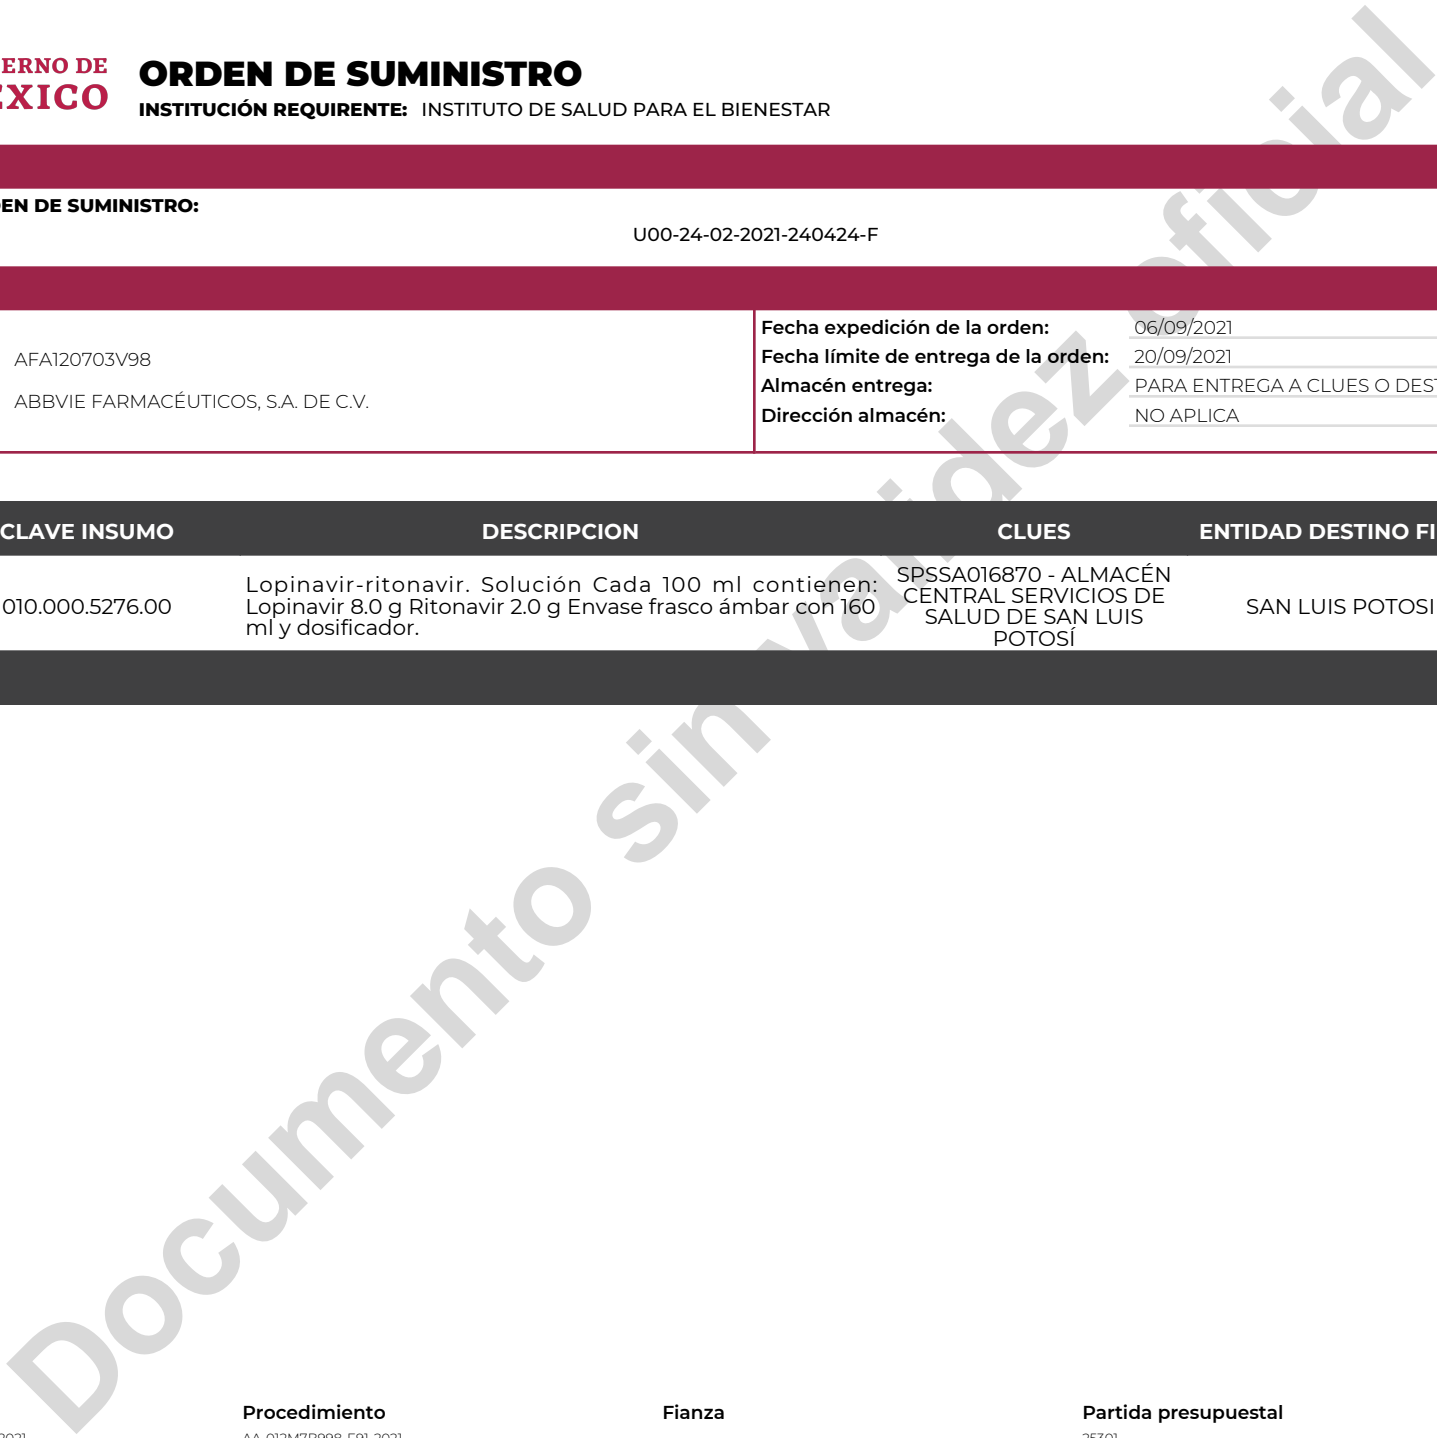 ERNO DE
EXICO
ORDEN DE SUMINISTRO
INSTITUCIÓN REQUIRENTE: INSTITUTO DE SALUD PARA EL BIENESTAR
EN DE SUMINISTRO:
U00-24-02-2021-240424-F
AFA120703V98
ABBVIE FARMACÉUTICOS, S.A. DE C.V.
Fecha expedición de la orden: 06/09/2021
Fecha límite de entrega de la orden: 20/09/2021
Almacén entrega: PARA ENTREGA A CLUES O DEST
Dirección almacén: NO APLICA
CLAVE INSUMO DESCRIPCION CLUES ENTIDAD DESTINO FI
010.000.5276.00
Lopinavir-ritonavir. Solución Cada 100 ml contienen:
Lopinavir 8.0 g Ritonavir 2.0 g Envase frasco ámbar con 160
ml y dosificador.
SPSSA016870 - ALMACÉN
CENTRAL SERVICIOS DE
SALUD DE SAN LUIS
POTOSÍ
SAN LUIS POTOSI
Documento sin validez oficial
Procedimiento Fianza Partida presupuestal